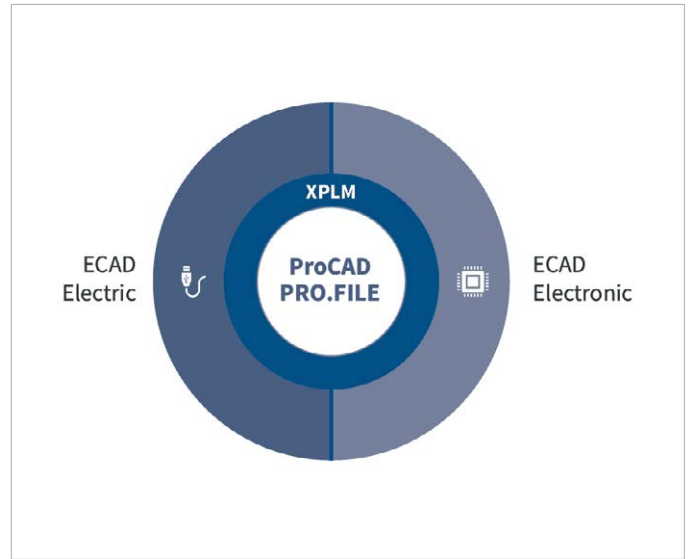 XPLM
ProCAD
PRO.FILE
ECAD
Electric
ECAD
Electronic